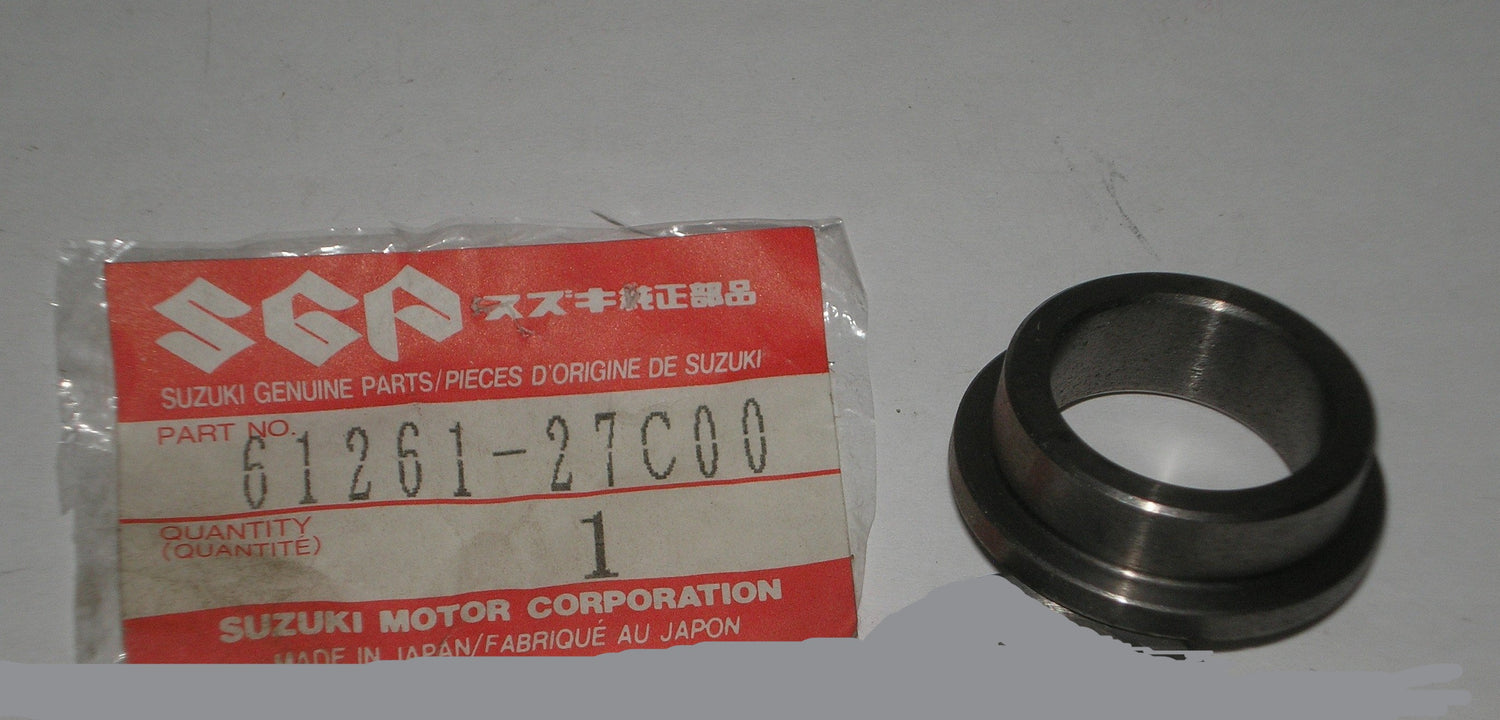 SGP スズキ純正部品
SUZUKI GENUINE PARTS/PIECES D'ORIGINE DE SUZUKI
PART NO.
61261-27C00
QUANTITY
(QUANTITÉ)
1
SUZUKI MOTOR CORPORATION
MADE IN JAPAN/FABRIQUÉ AU JAPON